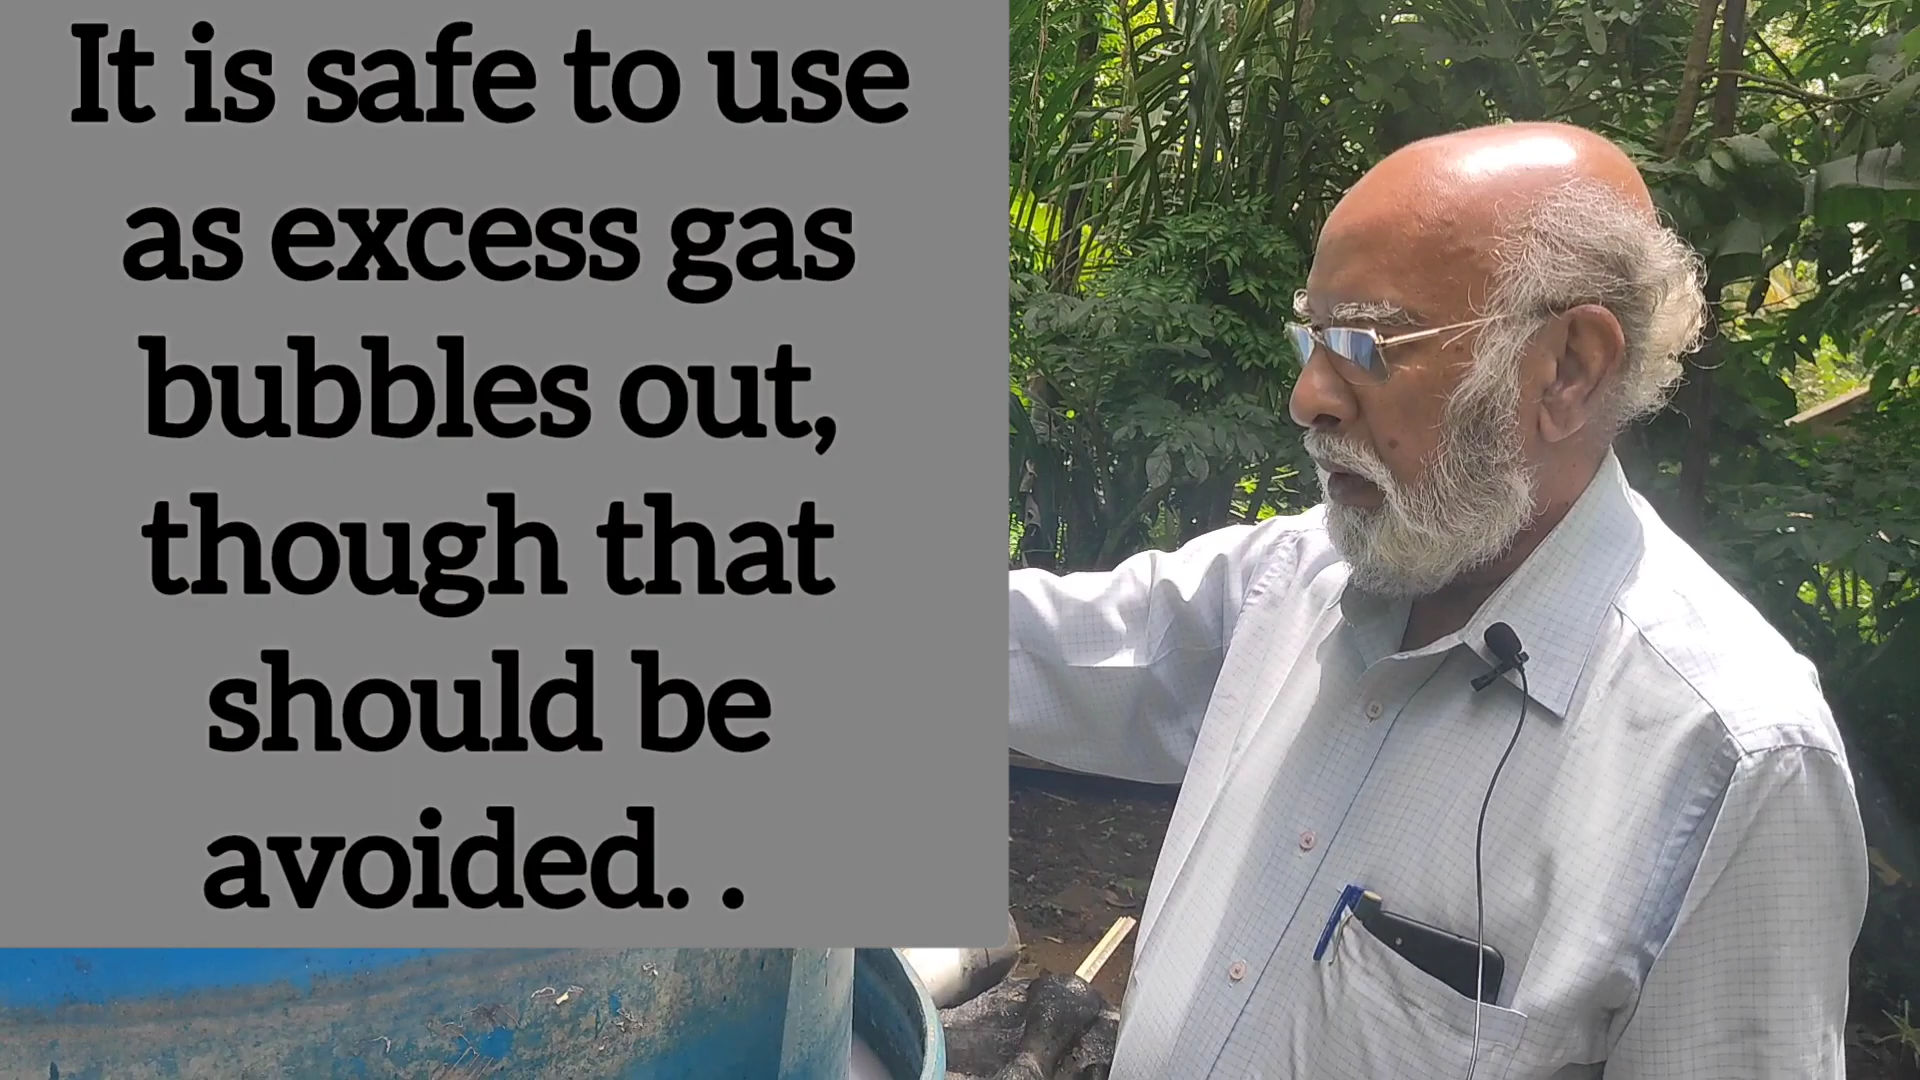 It is safe to use
as excess gas
bubbles out,
though that
should be
avoided. .